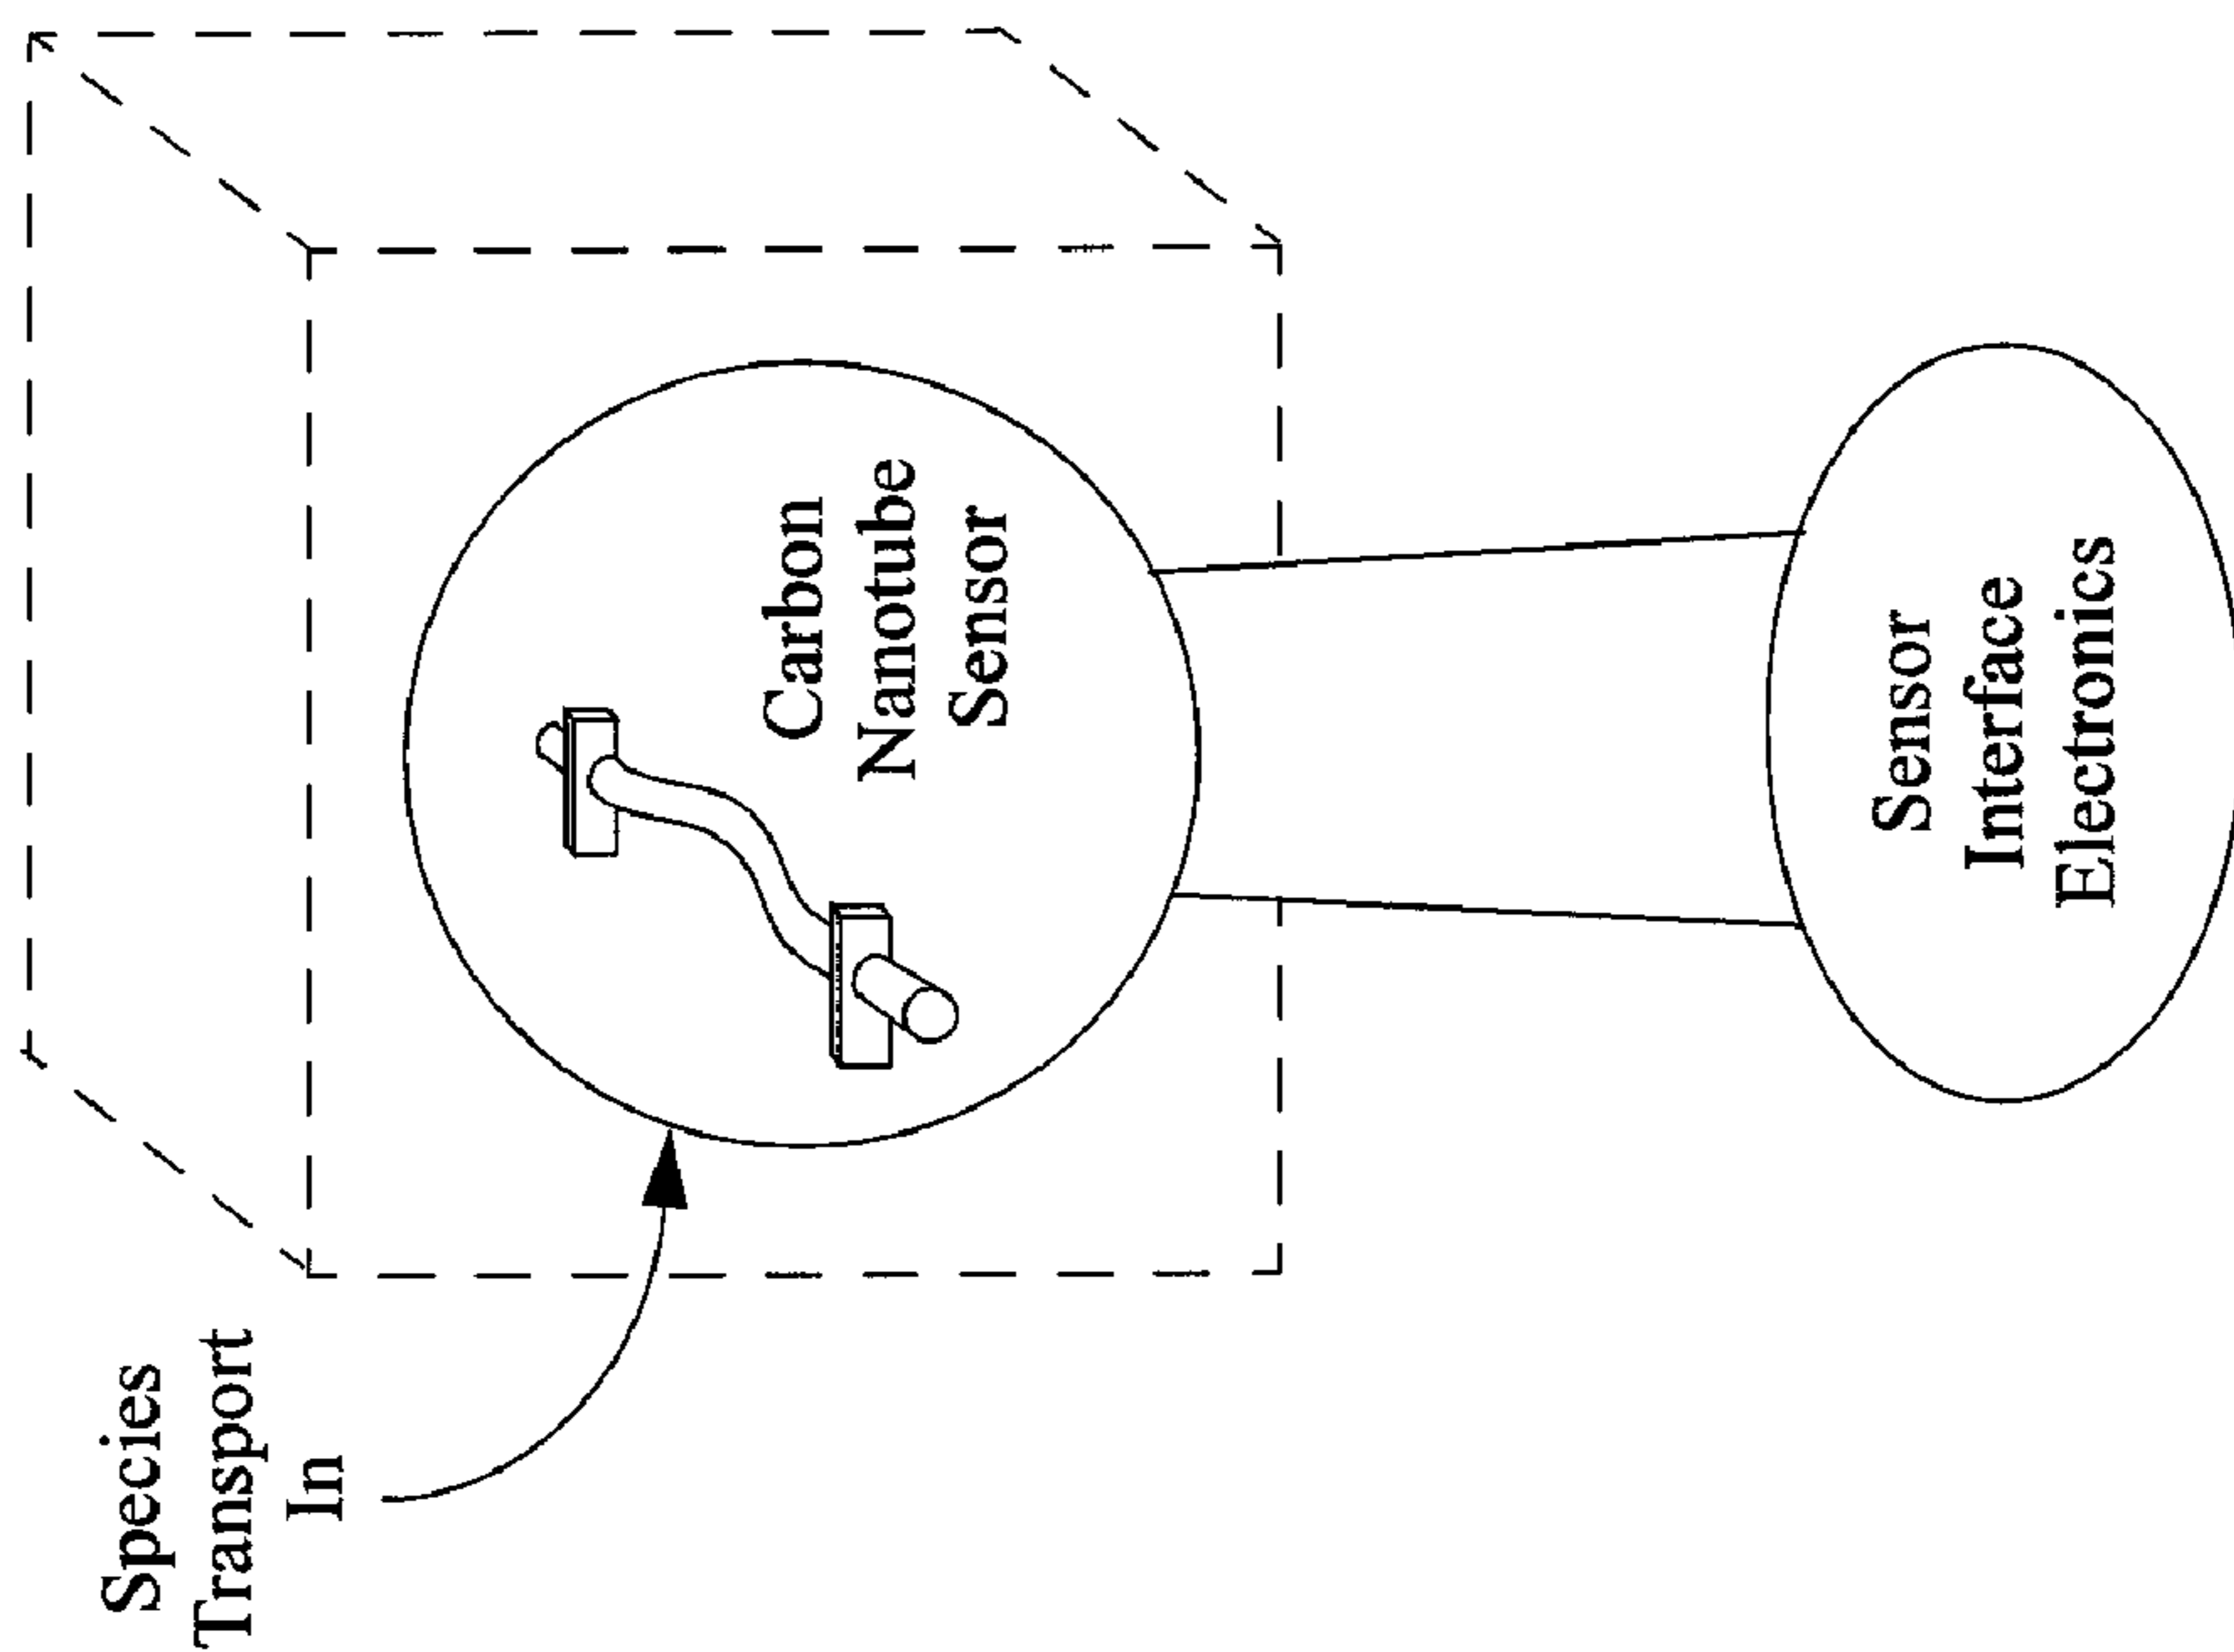 Species
Transport
In
Carbon
Nanotube
Sensor
Sensor
Interface
Electronics